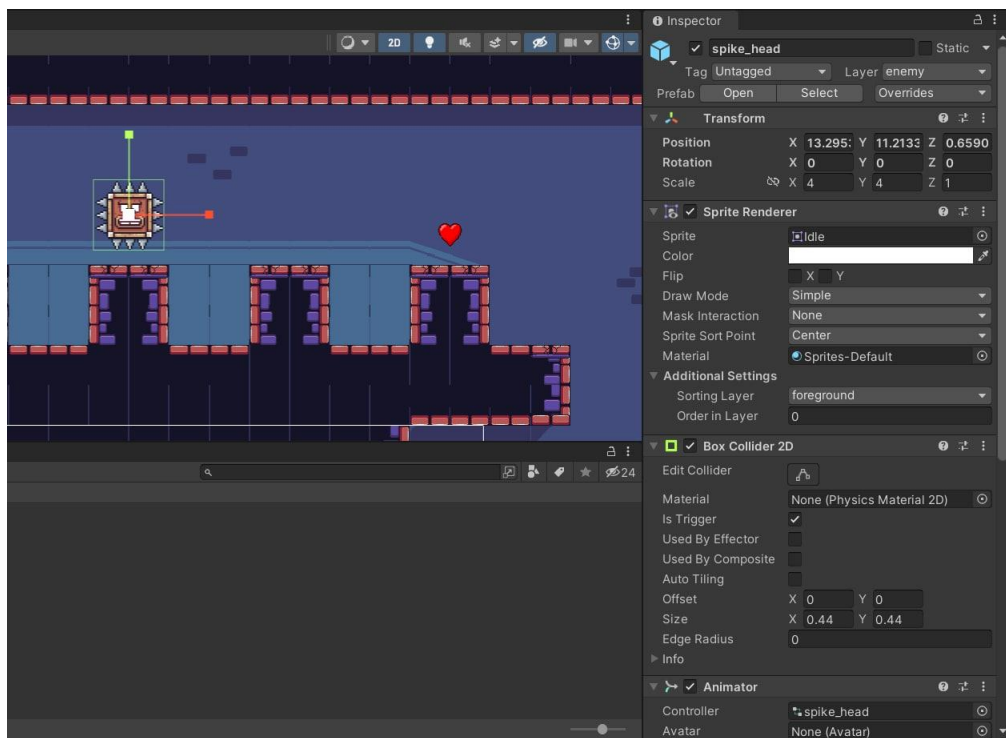 Inspector
2D
spike_head Static
Tag Untagged Layer enemy
Prefab Open Select Overrides
Transform
Position X 13.295: Y 11.2133 Z 0.6590
Rotation X 0 Y 0 Z 0
Scale X 4 Y 4 Z 1
Sprite Renderer
Sprite Idle
Color
Flip X Y
Draw Mode Simple
Mask Interaction None
Sprite Sort Point Center
Material Sprites-Default
Additional Settings
Sorting Layer foreground
Order in Layer 0
Box Collider 2D
Edit Collider
24
Material None (Physics Material 2D)
Is Trigger
Used By Effector
Used By Composite
Auto Tiling
Offset X 0 Y 0
Size X 0.44 Y 0.44
Edge Radius 0
Info
Animator
Controller spike_head
Avatar None (Avatar)